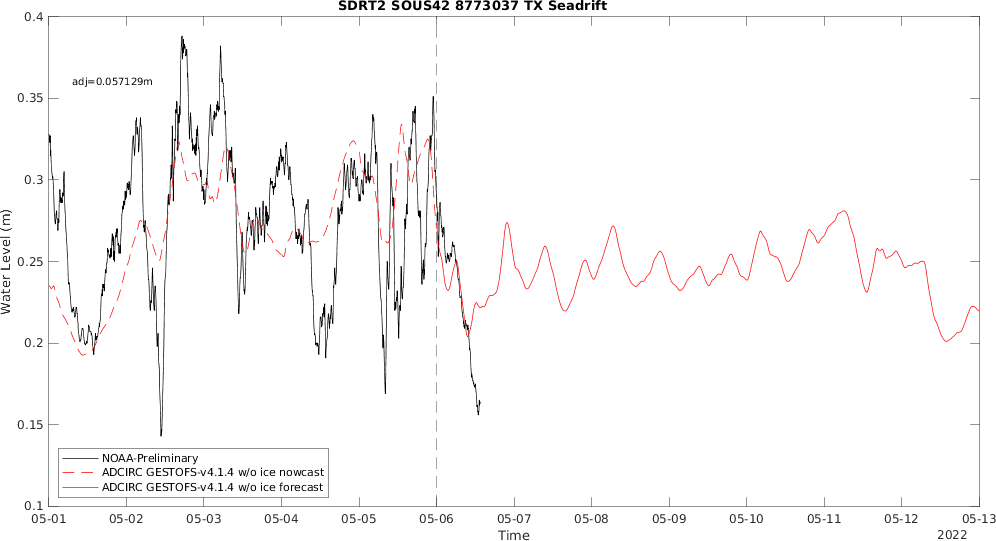 SDRT2 SOUS42 8773037 TX Seadrift
0.4
adj=0.057129m
0.35
0.3
0.25
0.2
0.15
0.1
Water Level (m)
NOAA-Preliminary
ADCIRC GESTOFS-v4.1.4 w/o ice nowcast
ADCIRC GESTOFS-v4.1.4 w/o ice forecast
05-01 05-02 05-03 05-04 05-05 05-06 05-07 05-08 05-09 05-10 05-11 05-12 05-13
Time
2022